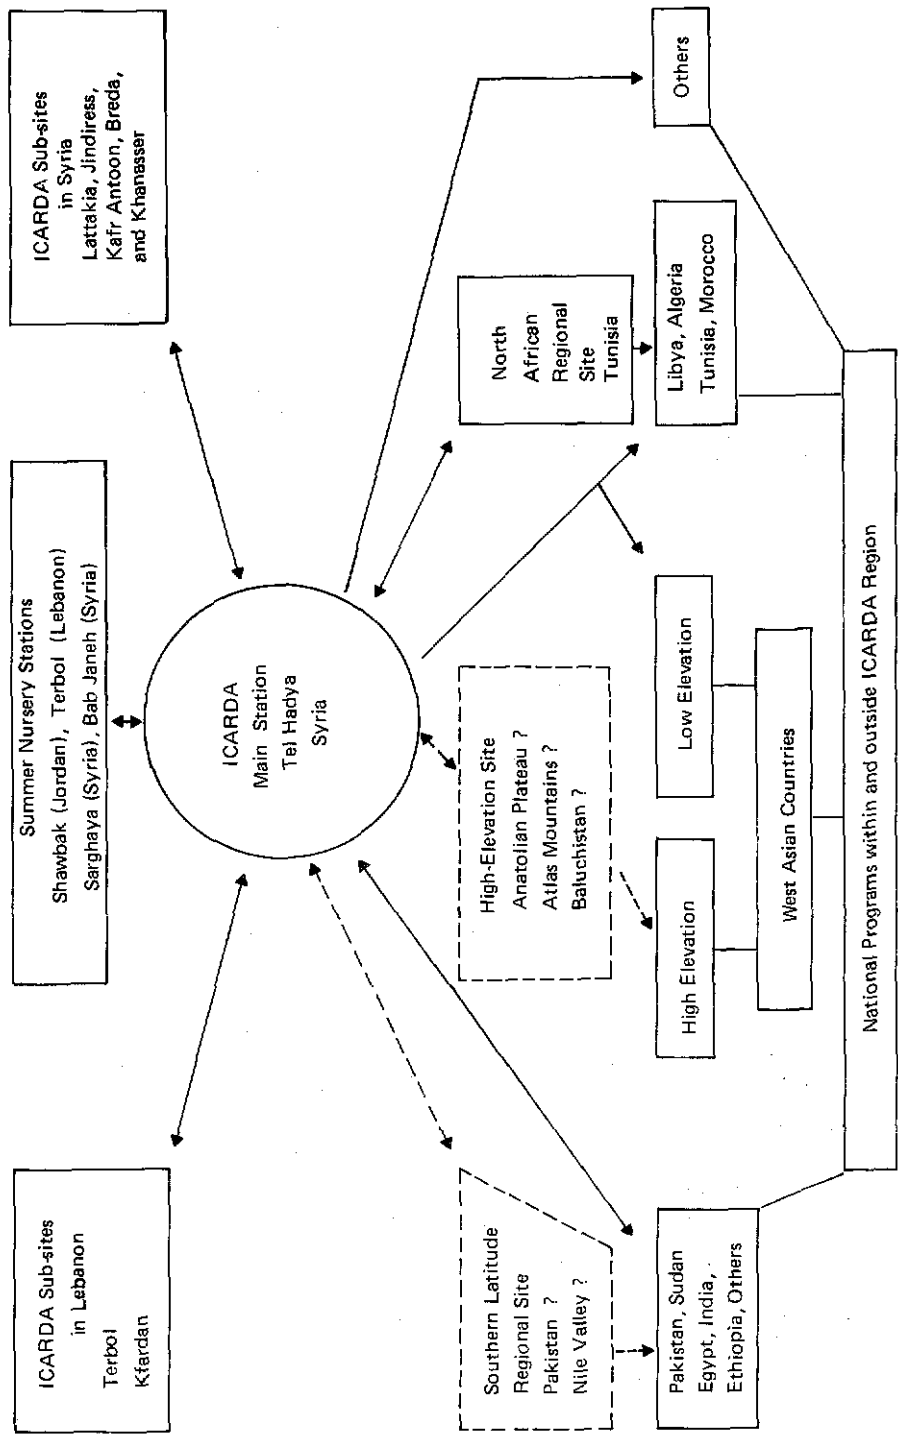 ICARDA Sub-sites
in Lebanon
Terbol
Kfardan
Summer Nursery Stations
Shawbak (Jordan), Terbol (Lebanon)
Sarghaya (Syria), Bab Janeh (Syria)
ICARDA Sub-sites
in Syria
Lattakia, Jindiress,
Kafr Antoon, Breda,
and Khanasser
ICARDA
Main Station
Tel Hadya
Syria
Southern Latitude
Regional Site
Pakistan ?
Nile Valley ?
High-Elevation Site
Anatolian Plateau ?
Atlas Mountains ?
Baluchistan ?
North
African
Regional
Site
Tunisia
Pakistan, Sudan
Egypt, India,
Ethiopia, Others
High Elevation
Low Elevation
Libya, Algeria
Tunisia, Morocco
Others
West Asian Countries
National Programs within and outside ICARDA Region